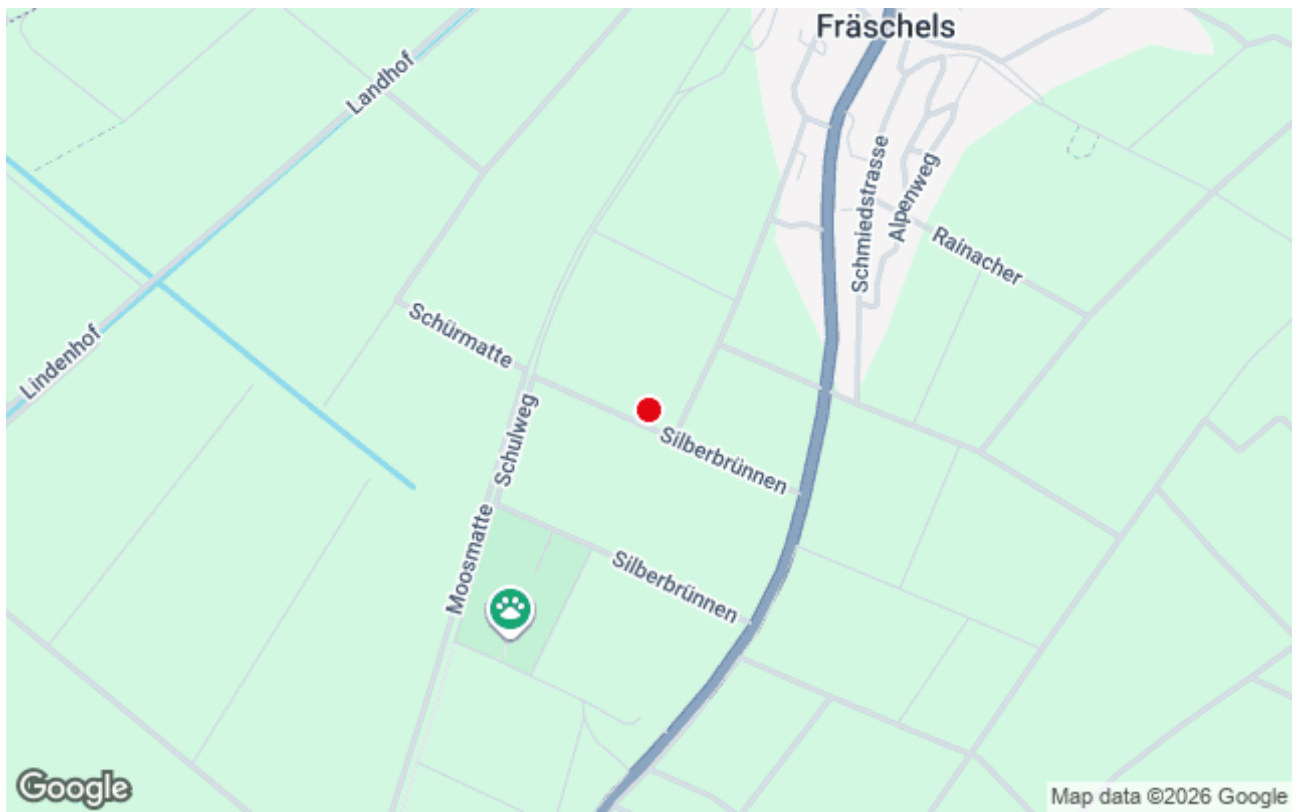 Fräschels
Landhof
Schmiedstrasse
Alpenweg
Rainacher
Schürmatte
Lindenhof
Schulweg
Silberbrünnen
Moosmatte
Silberbrünnen
Google
Map data ©2026 Google